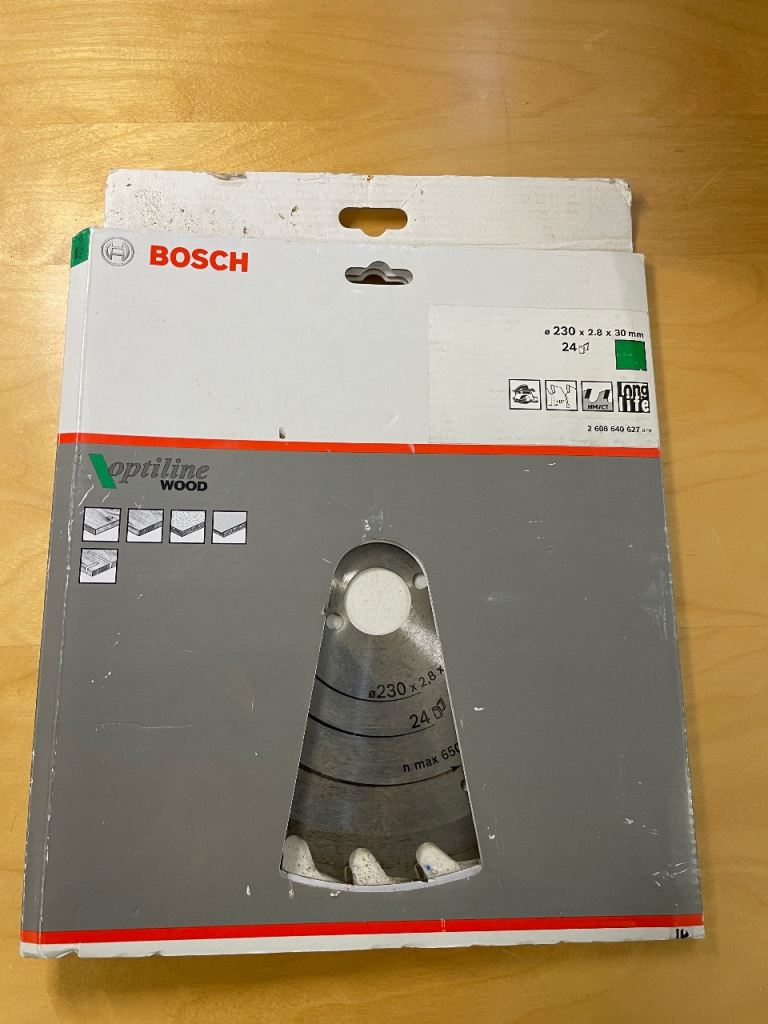 BOSCH
ø 230 x 2.8 x 30 mm
24
HM/CT
Long
life
2 608 640 627
optiline
WOOD
ø230 x 2,8 x
24
n max 650